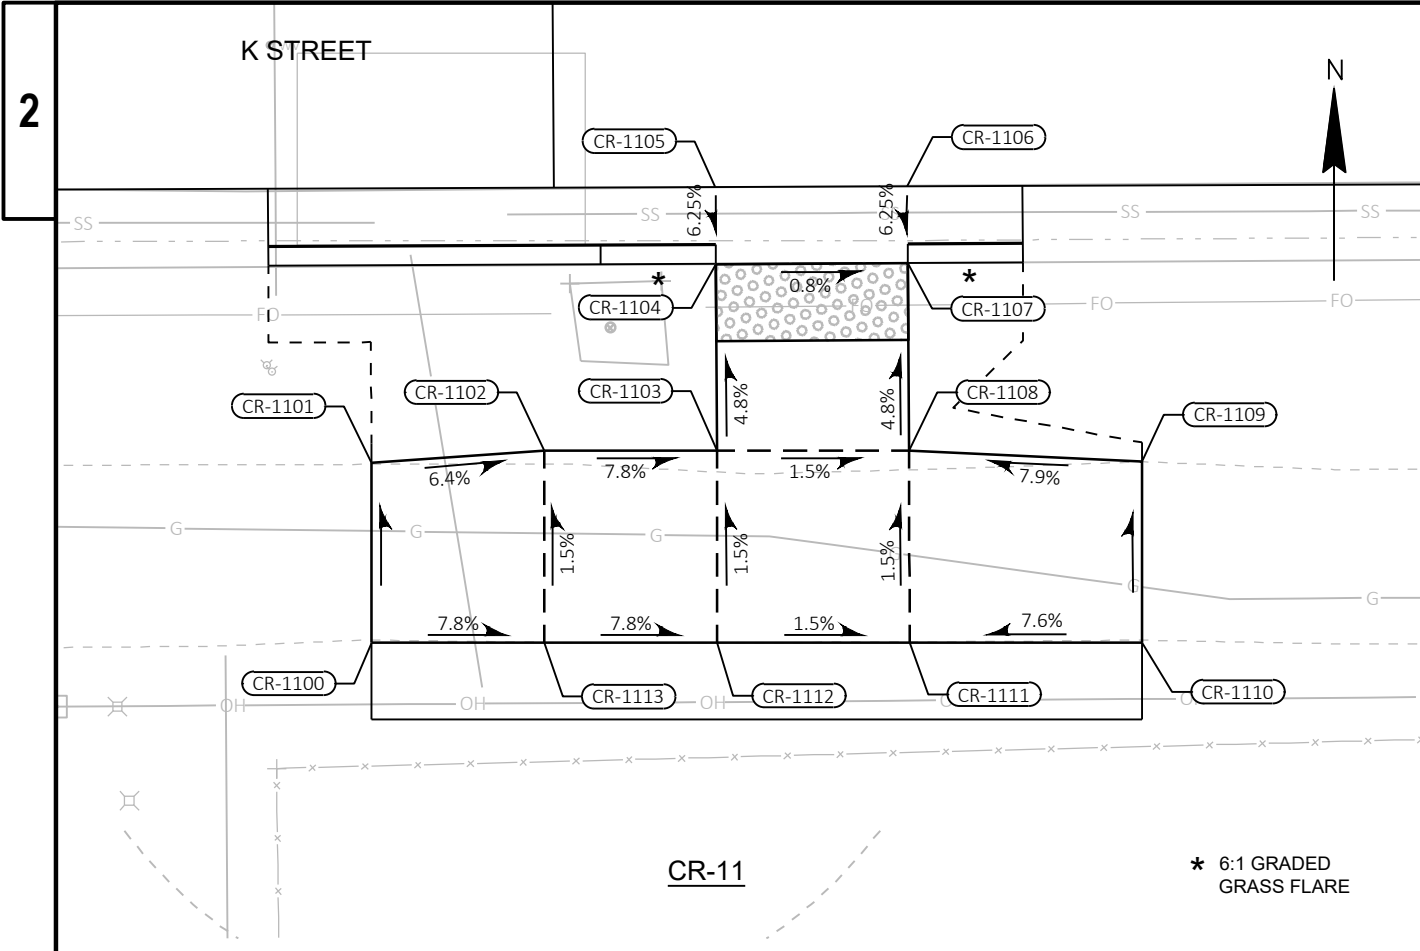 2
K STREET
N
CR-1105
CR-1106
6.25%
6.25%
SS
SS
SS
SS
*
*
0.8%
CR-1104
CR-1107
FO
FO
FO
FO
CR-1102
CR-1103
CR-1108
CR-1101
CR-1109
4.8%
4.8%
6.4%
7.8%
1.5%
7.9%
G
G
G
G
G
1.5%
1.5%
1.5%
7.8%
7.8%
1.5%
7.6%
CR-1100
CR-1113
CR-1112
CR-1111
CR-1110
OH
OH
OH
CR-11
* 6:1 GRADED
GRASS FLARE